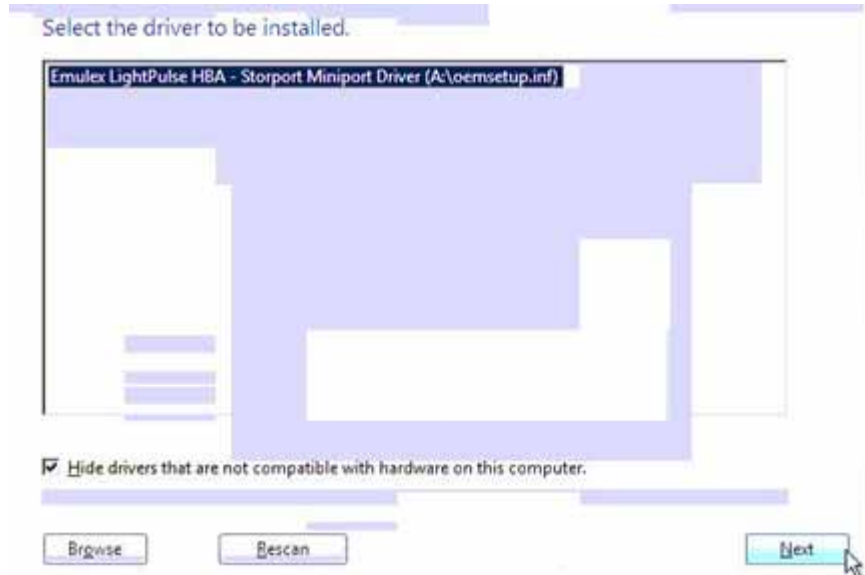 Select the driver to be installed.
Emulex LightPulse HBA - Storport Miniport Driver (A:\oemsetup.inf)
Hide drivers that are not compatible with hardware on this computer.
Browse
Rescan
Next